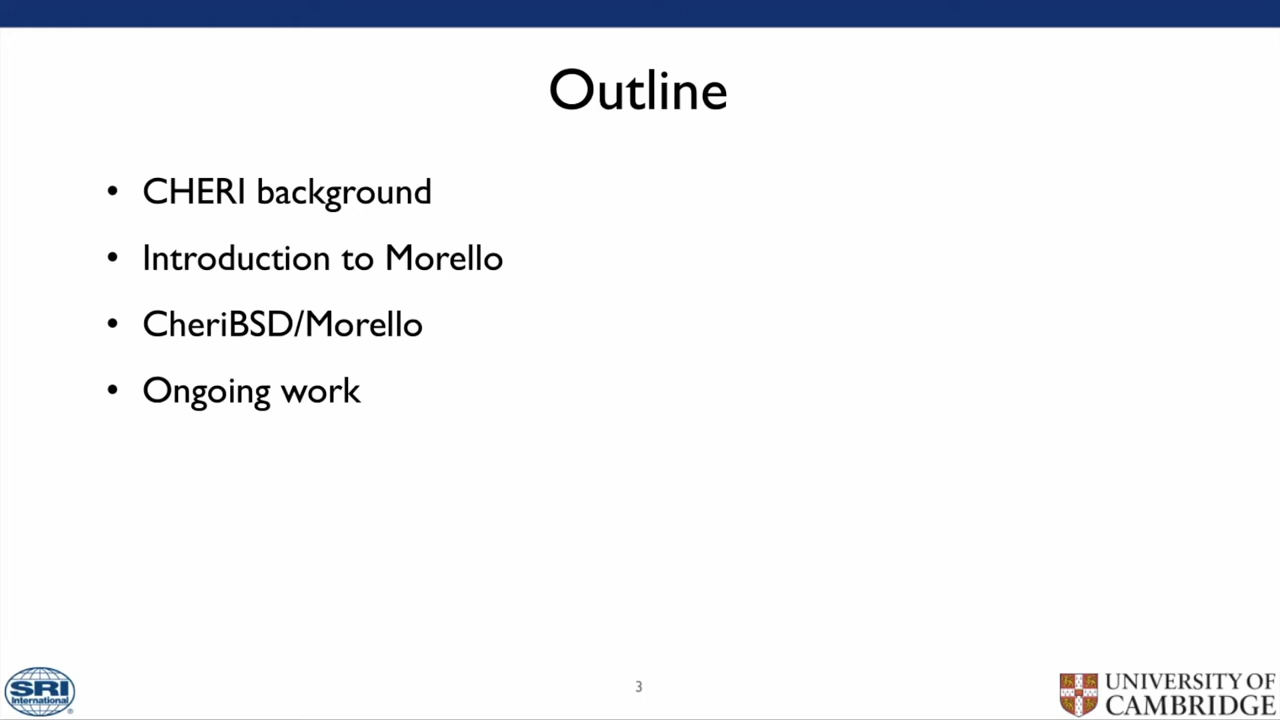 Outline
• CHERI background
• Introduction to Morello
• CheriBSD/Morello
• Ongoing work
SRI
International
®
3
UNIVERSITY OF
CAMBRIDGE